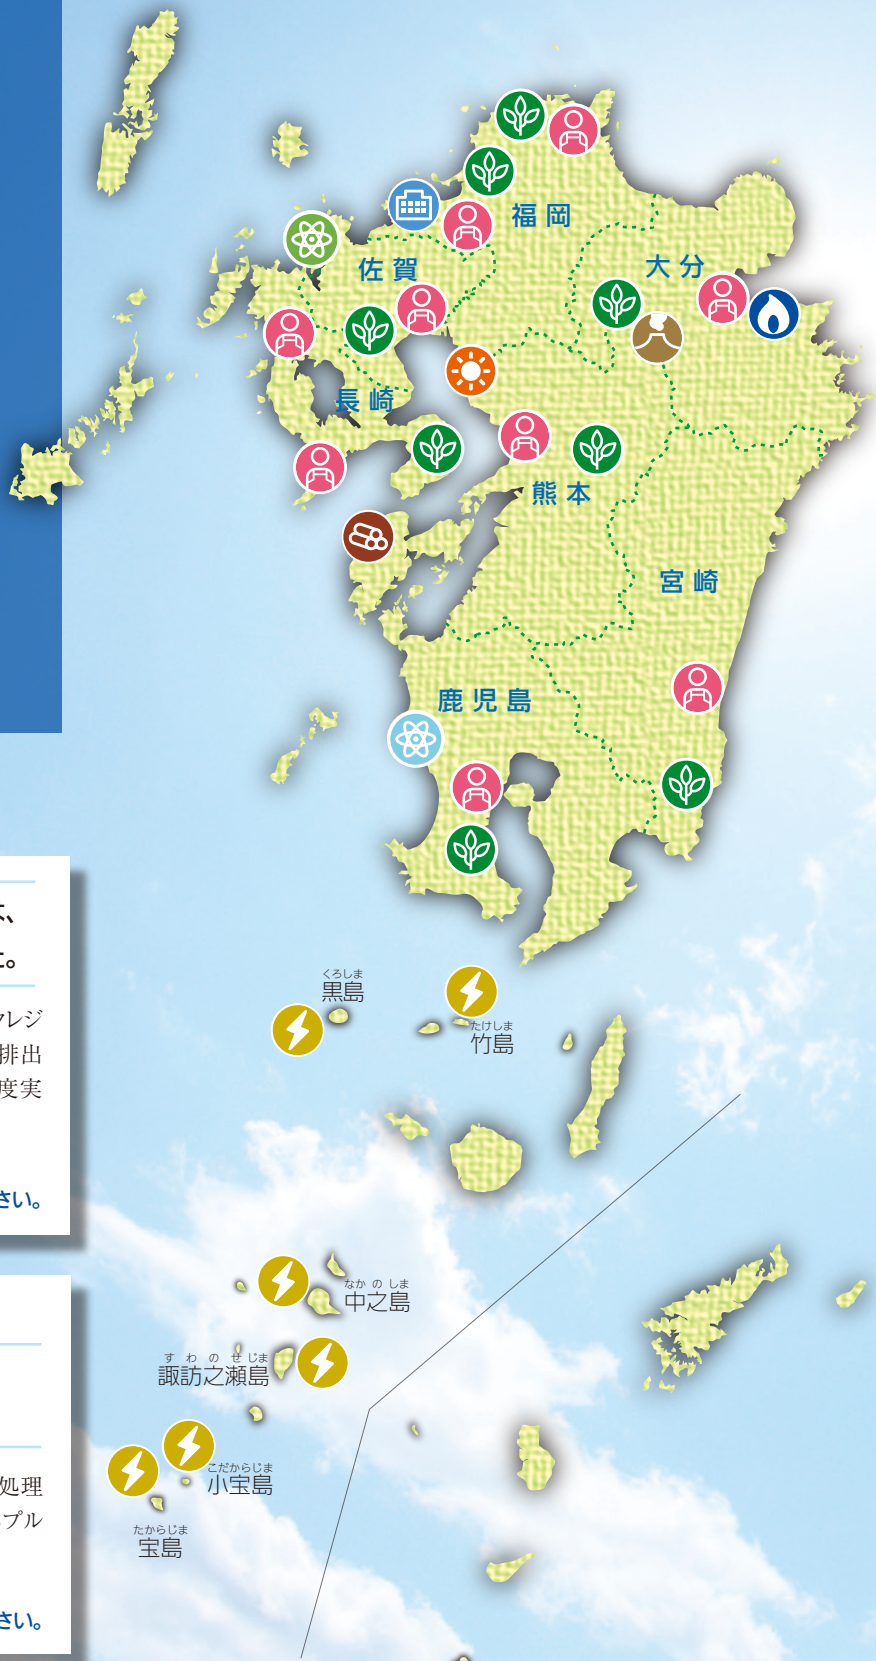 福岡
大分
佐賀
長崎
熊本
宮崎
鹿児島
くろしま
黒島
たけしま
竹島
なかのしま
中之島
すわのせじま
諏訪之瀬島
こだからじま
小宝島
たからじま
宝島
は、
た。
クレジ
排出
度実
さい。
処理
プル
さい。